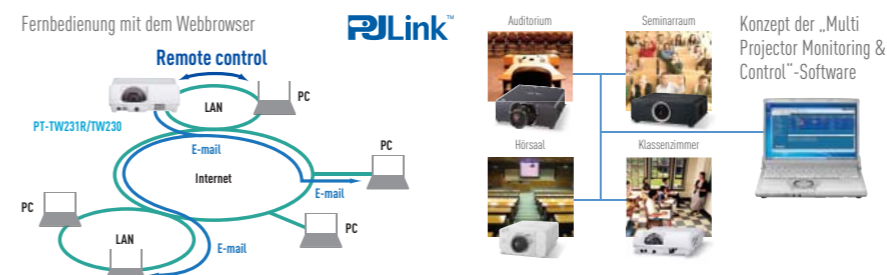 Fernbedienung mit dem Webbrowser
Remote control
LAN
PC
PT-TW231R/TW230
E-mail
Internet
PC
E-mail
PC
PC
LAN
E-mail
PJLink™
Auditorium
Seminarraum
Hörsaal
Klassenzimmer
Konzept der „Multi
Projector Monitoring &
Control"-Software